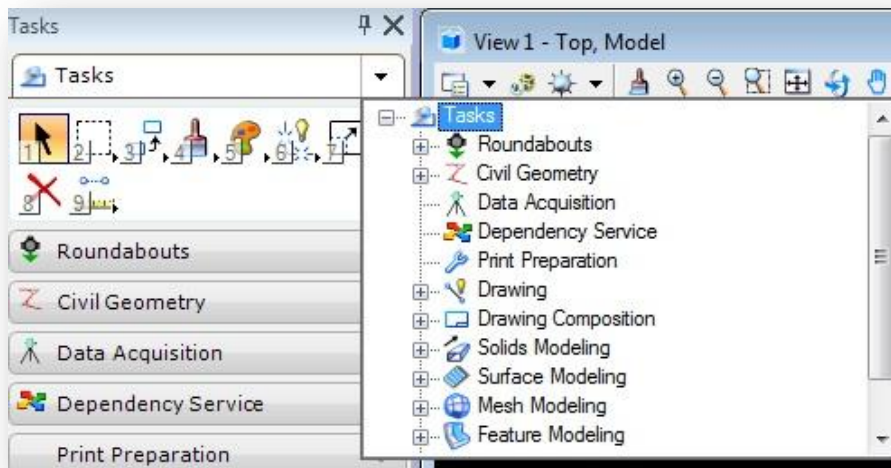 Tasks
View 1 - Top, Model
Tasks
1 2 3 4 5 6 7
8 9
Tasks
Roundabouts
Civil Geometry
Data Acquisition
Dependency Service
Print Preparation
Drawing
Drawing Composition
Solids Modeling
Surface Modeling
Mesh Modeling
Feature Modeling
Roundabouts
Civil Geometry
Data Acquisition
Dependency Service
Print Preparation